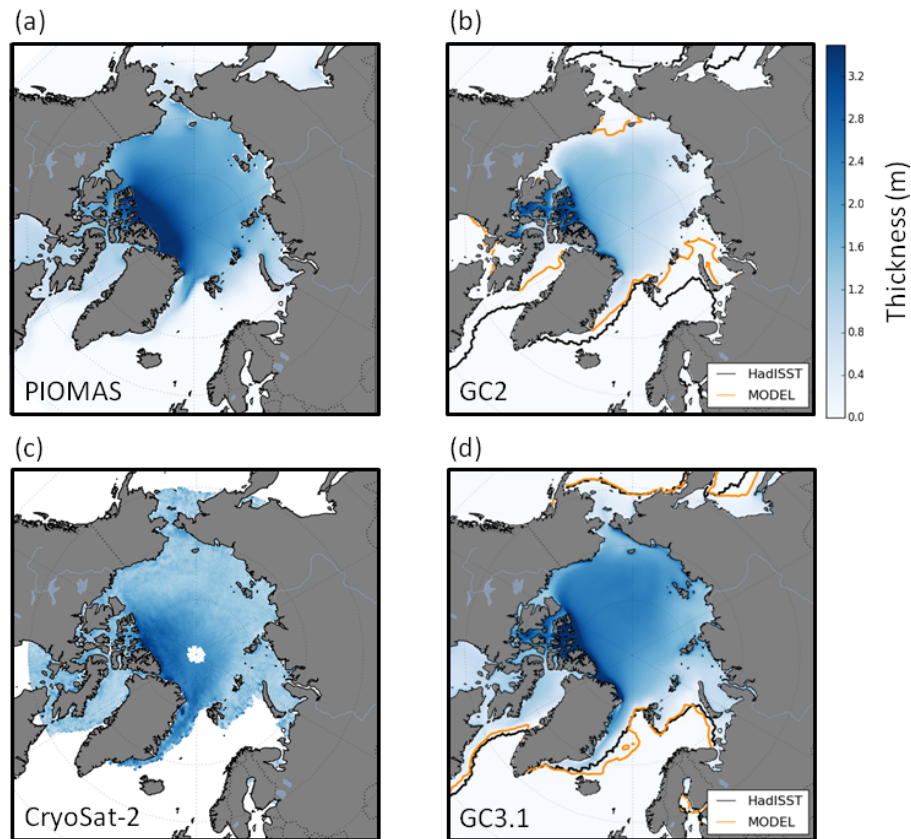 (a)
(b)
PIOMAS
GC2
HadISST
MODEL
3.2
2.8
2.4
2.0
1.6
1.2
0.8
0.4
0.0
Thickness (m)
(c)
(d)
CryoSat-2
GC3.1
HadISST
MODEL